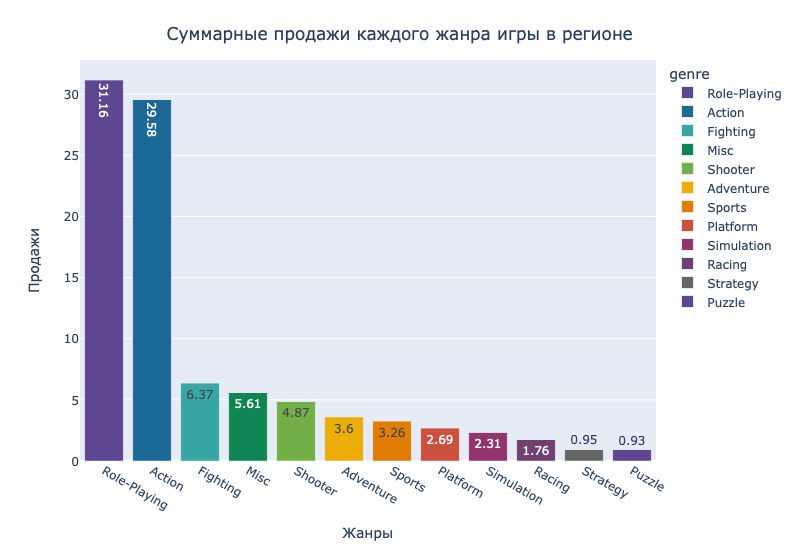 Суммарные продажи каждого жанра игры в регионе
genre
Role-Playing
Action
Fighting
Misc
Shooter
Adventure
Sports
Platform
Simulation
Racing
Strategy
Puzzle
Продажи
30
25
20
15
10
5
0
31.16
29.58
6.37
5.61
4.87
3.6
3.26
2.69
2.31
1.76
0.95
0.93
Role-Playing
Action
Fighting
Misc
Shooter
Adventure
Sports
Platform
Simulation
Racing
Strategy
Puzzle
Жанры